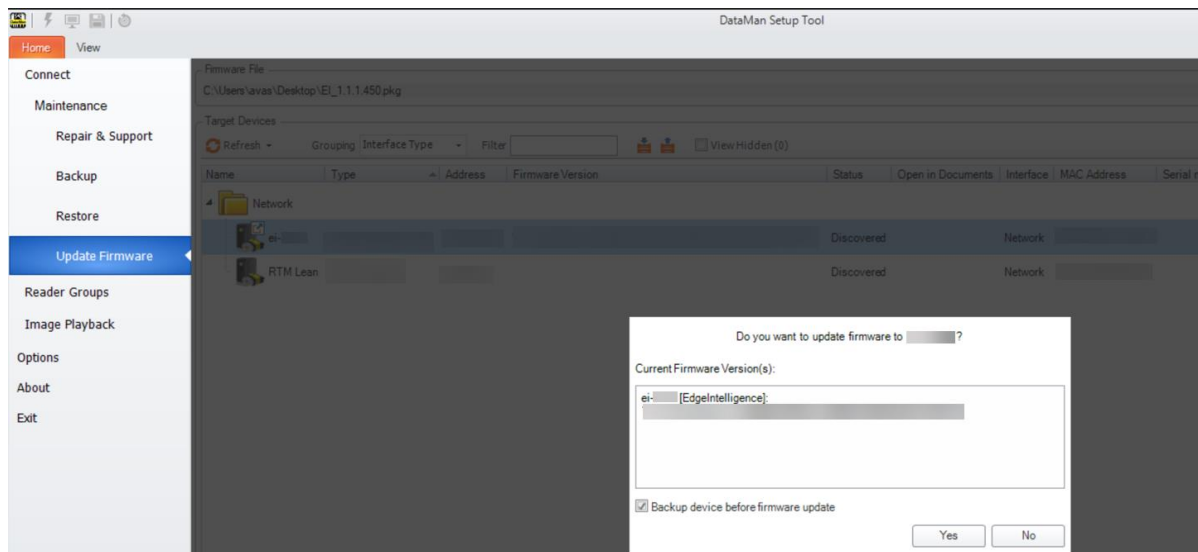 DataMan Setup Tool
Home View
Connect
Maintenance
Repair & Support
Backup
Restore
Update Firmware
Reader Groups
Image Playback
Options
About
Exit
Firmware File
C:\Users\avas\Desktop\EI_1.1.1.450.pkg
Target Devices
Refresh Grouping Interface Type Filter View Hidden (0)
Name Type Address Firmware Version Status Open in Documents Interface MAC Address Serial
Network
ei- Discovered Network
RTM Lean Discovered Network
Do you want to update firmware to ?
Current Firmware Version(s):
ei- [EdgeIntelligence]:
Backup device before firmware update
Yes No